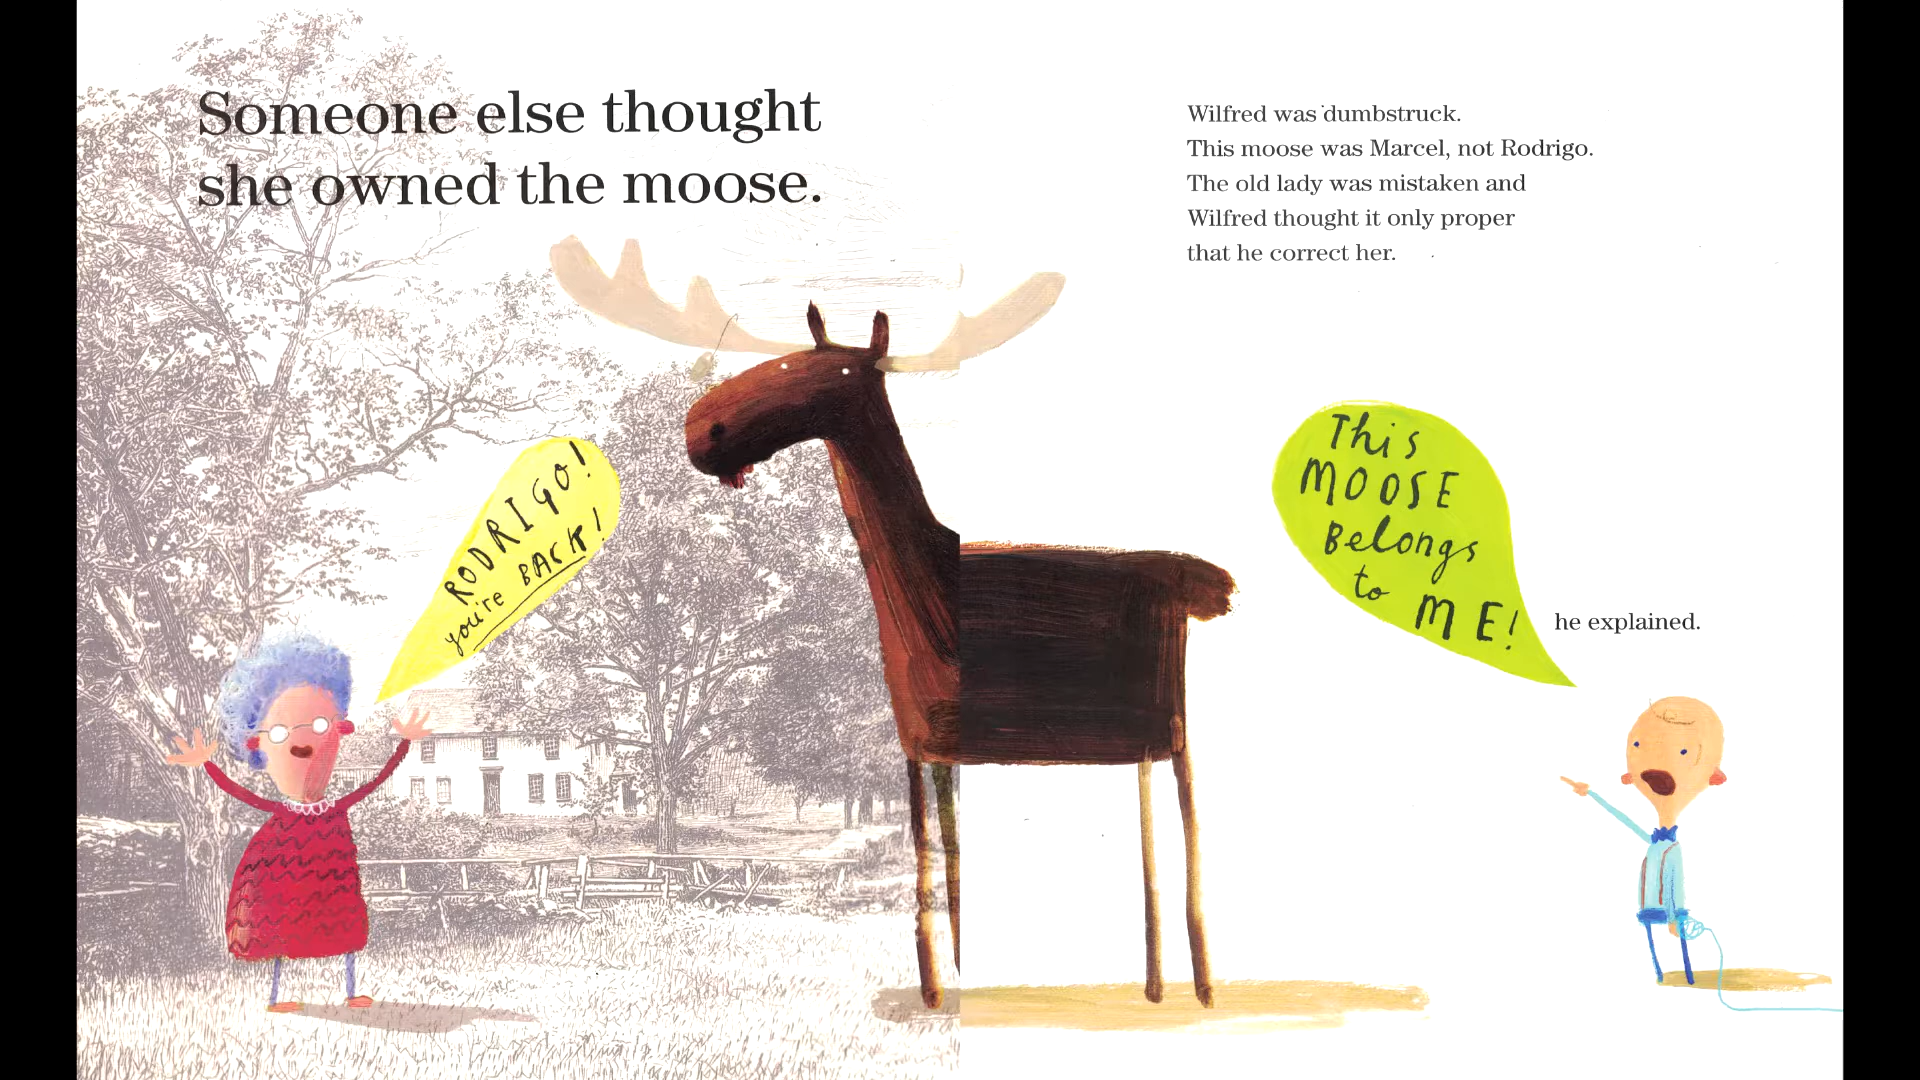 Someone else thought
she owned the moose.
RODRIGO!
you're BACK!
Wilfred was dumbstruck.
This moose was Marcel, not Rodrigo.
The old lady was mistaken and
Wilfred thought it only proper
that he correct her.
This
MOOSE
Belongs
to ME!
he explained.